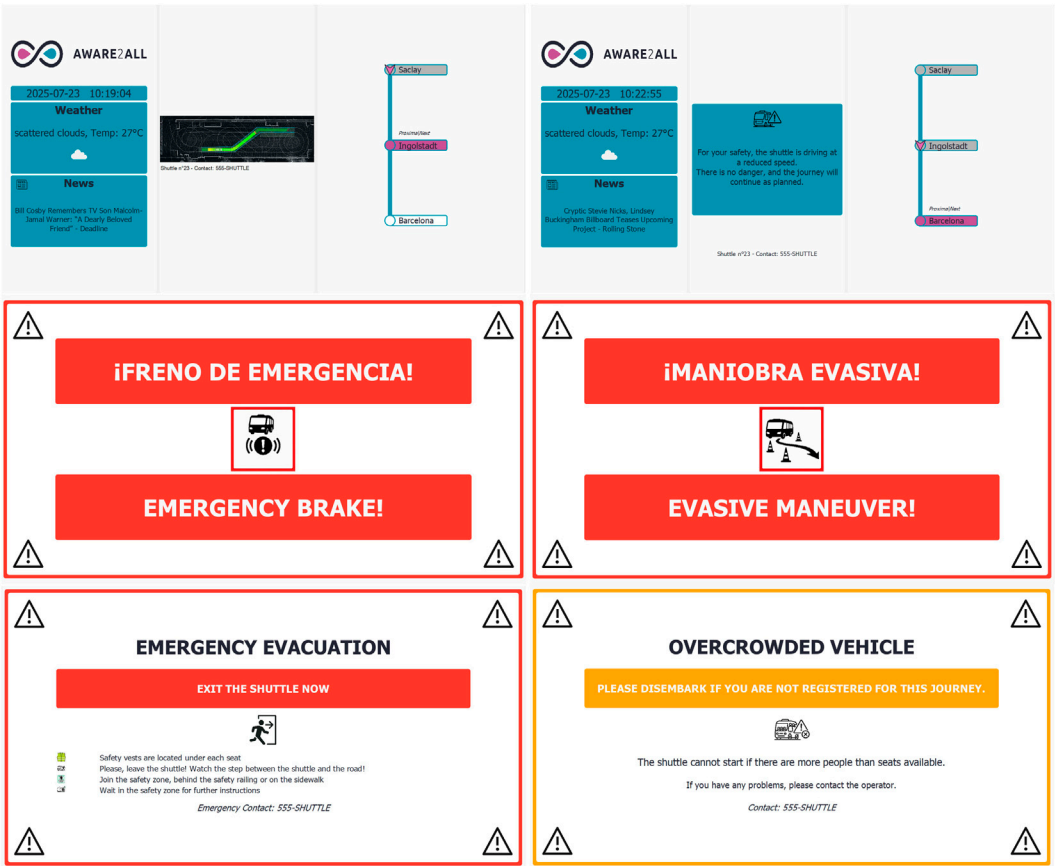 AWARE2ALL
2025-07-23 10:19:04
Weather
scattered clouds, Temp: 27°C
News
Bill Cosby Remembers TV Son Malcolm-
Jamal Warner: "A Dearly Beloved
Friend" - Deadline
Shuttle n°23 - Contact: 555-SHUTTLE
Saclay
Proxima/Next
Ingolstadt
Barcelona
AWARE2ALL
2025-07-23 10:22:55
Weather
scattered clouds, Temp: 27°C
News
Cryptic Stevie Nicks, Lindsey
Buckingham Billboard Teases Upcoming
Project - Rolling Stone
For your safety, the shuttle is driving at
a reduced speed.
There is no danger, and the journey will
continue as planned.
Shuttle n°23 - Contact: 555-SHUTTLE
Saclay
Ingolstadt
Proxima/Next
Barcelona
¡FRENO DE EMERGENCIA!
EMERGENCY BRAKE!
¡MANIOBRA EVASIVA!
EVASIVE MANEUVER!
EMERGENCY EVACUATION
EXIT THE SHUTTLE NOW
Safety vests are located under each seat
Please, leave the shuttle! Watch the step between the shuttle and the road!
Join the safety zone, behind the safety railing or on the sidewalk
Wait in the safety zone for further instructions
Emergency Contact: 555-SHUTTLE
OVERCROWDED VEHICLE
PLEASE DISEMBARK IF YOU ARE NOT REGISTERED FOR THIS JOURNEY.
The shuttle cannot start if there are more people than seats available.
If you have any problems, please contact the operator.
Contact: 555-SHUTTLE